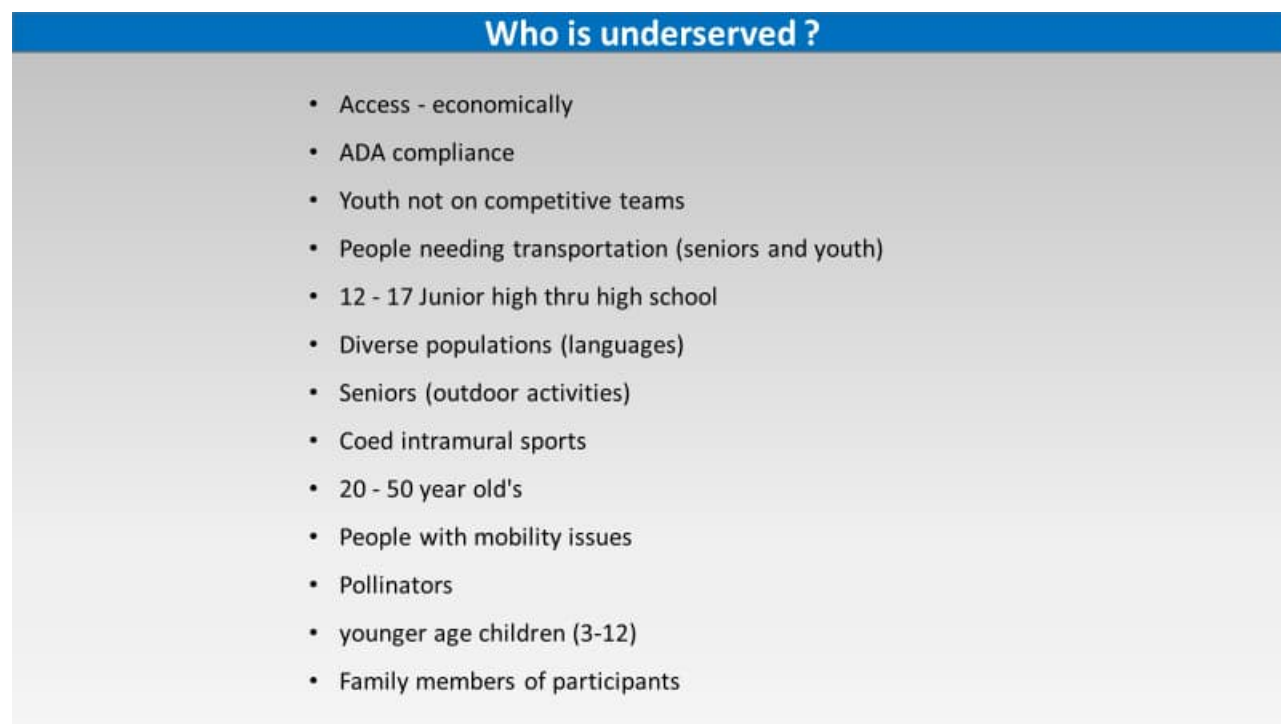 Who is underserved ?
• Access - economically
• ADA compliance
• Youth not on competitive teams
• People needing transportation (seniors and youth)
• 12 - 17 Junior high thru high school
• Diverse populations (languages)
• Seniors (outdoor activities)
• Coed intramural sports
• 20 - 50 year old's
• People with mobility issues
• Pollinators
• younger age children (3-12)
• Family members of participants